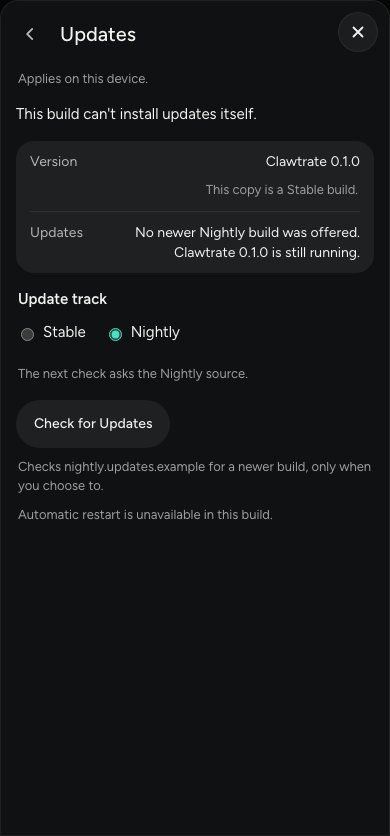 Updates
Applies on this device.
This build can't install updates itself.
Version
Clawtrate 0.1.0
This copy is a Stable build.
Updates
No newer Nightly build was offered.
Clawtrate 0.1.0 is still running.
Update track
Stable
Nightly
The next check asks the Nightly source.
Check for Updates
Checks nightly.updates.example for a newer build, only when
you choose to.
Automatic restart is unavailable in this build.